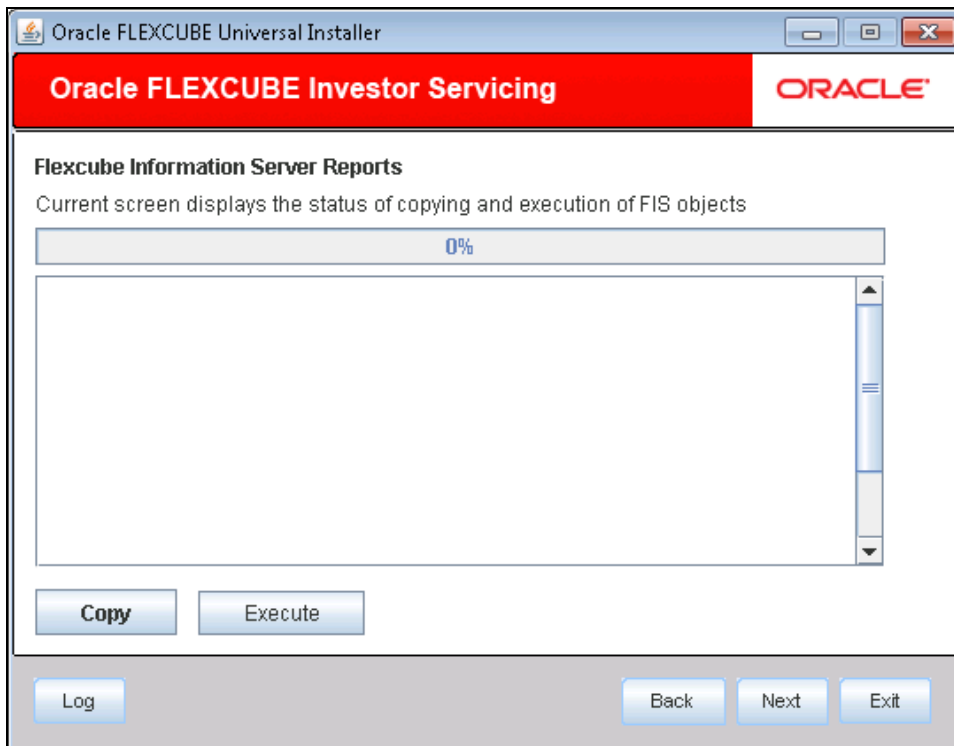 Oracle FLEXCUBE Universal Installer
Oracle FLEXCUBE Investor Servicing
ORACLE
Flexcube Information Server Reports
Current screen displays the status of copying and execution of FIS objects
0%
Copy Execute
Log Back Next Exit